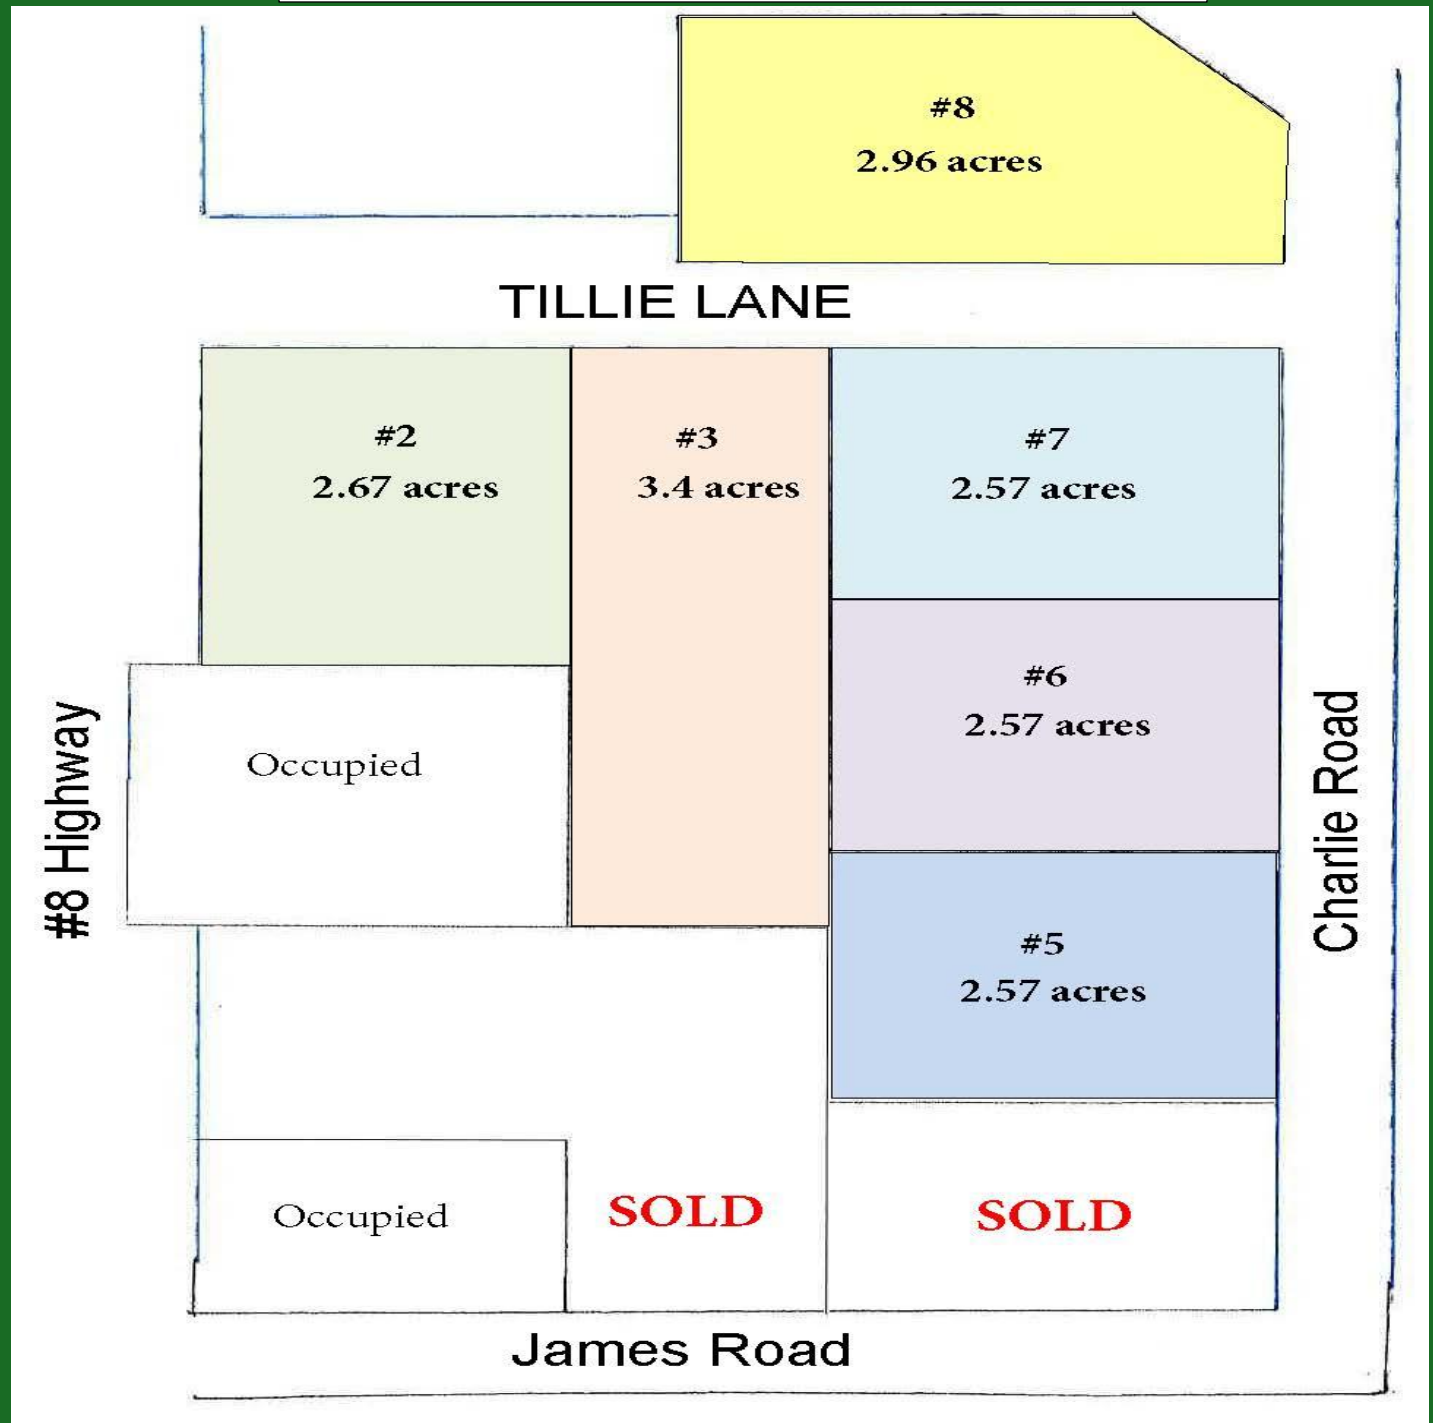 #8
2.96 acres
TILLIE LANE
#2
2.67 acres
#3
3.4 acres
#7
2.57 acres
#6
2.57 acres
Occupied
#8 Highway
Charlie Road
#5
2.57 acres
Occupied
SOLD
SOLD
James Road